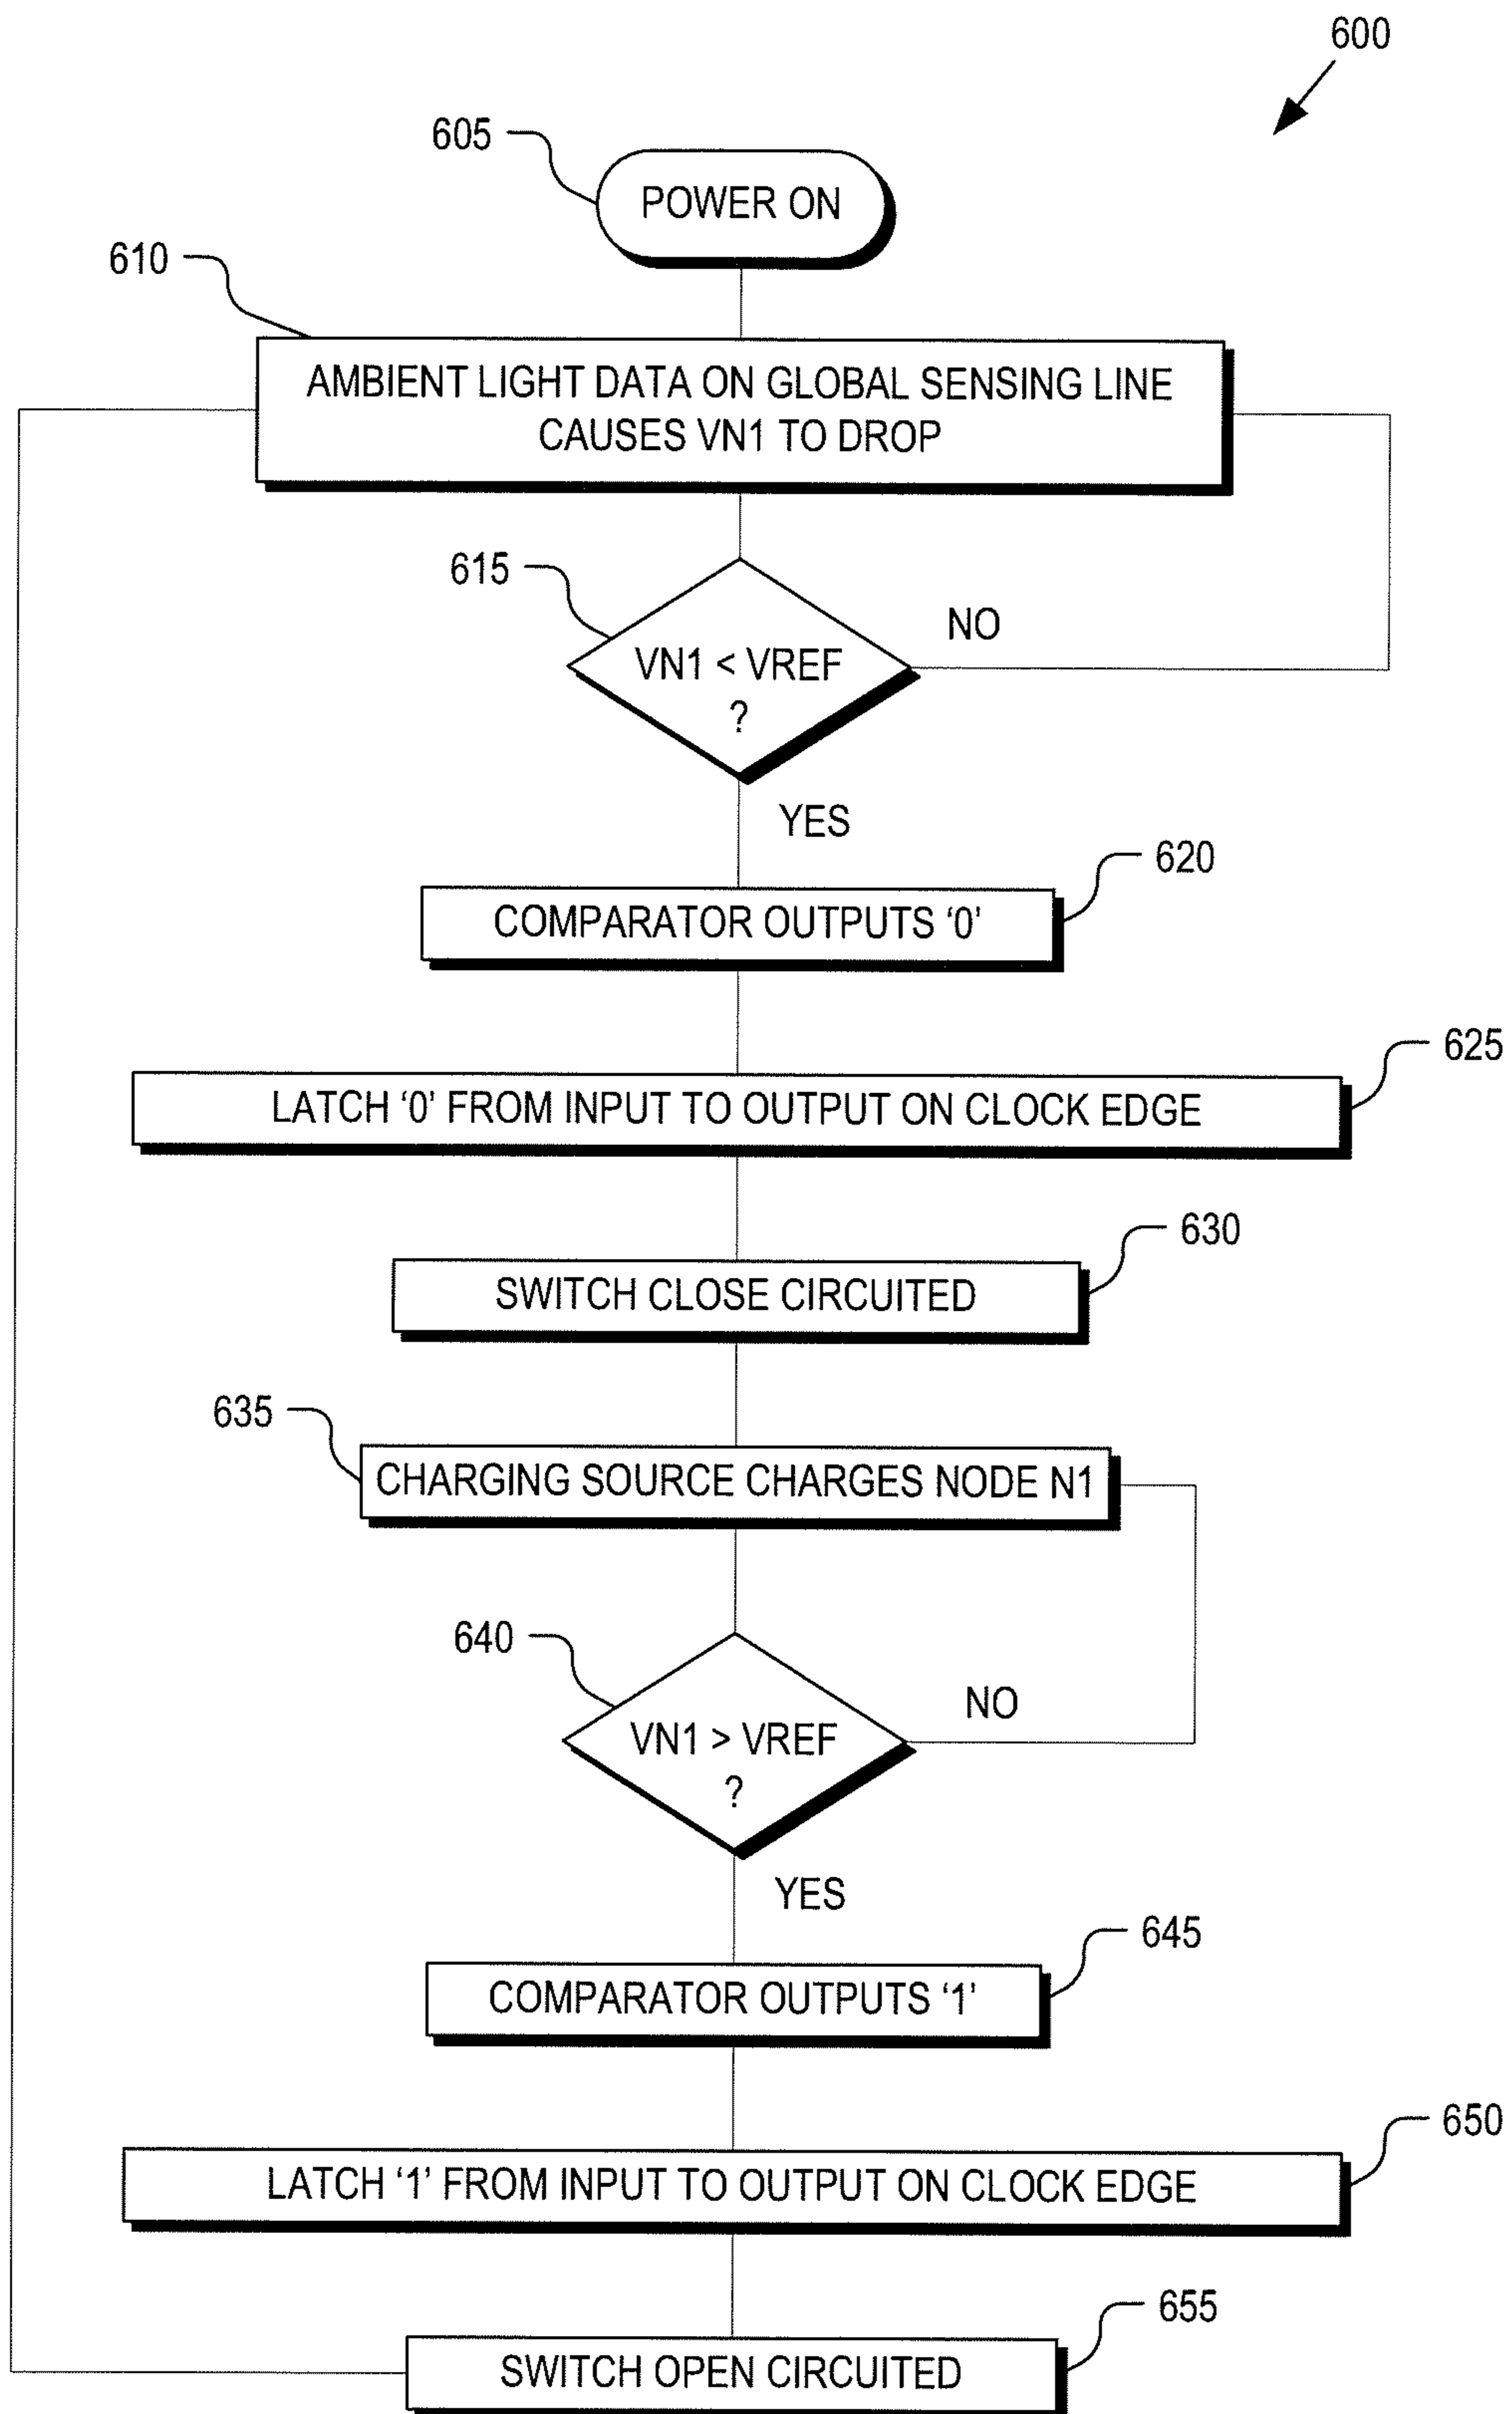 600
605
POWER ON
610
AMBIENT LIGHT DATA ON GLOBAL SENSING LINE
CAUSES VN1 TO DROP
615
VN1 < VREF
?
NO
YES
620
COMPARATOR OUTPUTS ‘0’
625
LATCH ‘0’ FROM INPUT TO OUTPUT ON CLOCK EDGE
630
SWITCH CLOSE CIRCUITED
635
CHARGING SOURCE CHARGES NODE N1
640
VN1 > VREF
?
NO
YES
645
COMPARATOR OUTPUTS ‘1’
650
LATCH ‘1’ FROM INPUT TO OUTPUT ON CLOCK EDGE
655
SWITCH OPEN CIRCUITED